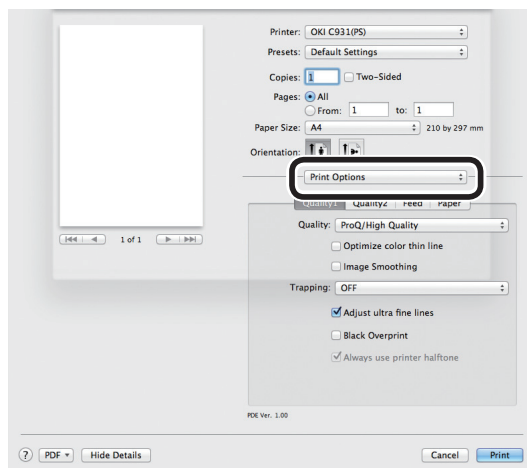 Printer: OKI C931(PS)
Presets: Default Settings
Copies: 1 Two-Sided
Pages: All
From: 1 to: 1
Paper Size: A4 210 by 297 mm
Orientation:
Print Options
Quality1 Quality2 Feed Paper
Quality: ProQ/High Quality
1 of 1
Optimize color thin line
Image Smoothing
Trapping: OFF
Adjust ultra fine lines
Black Overprint
Always use printer halftone
PDE Ver. 1.00
? PDF Hide Details Cancel Print